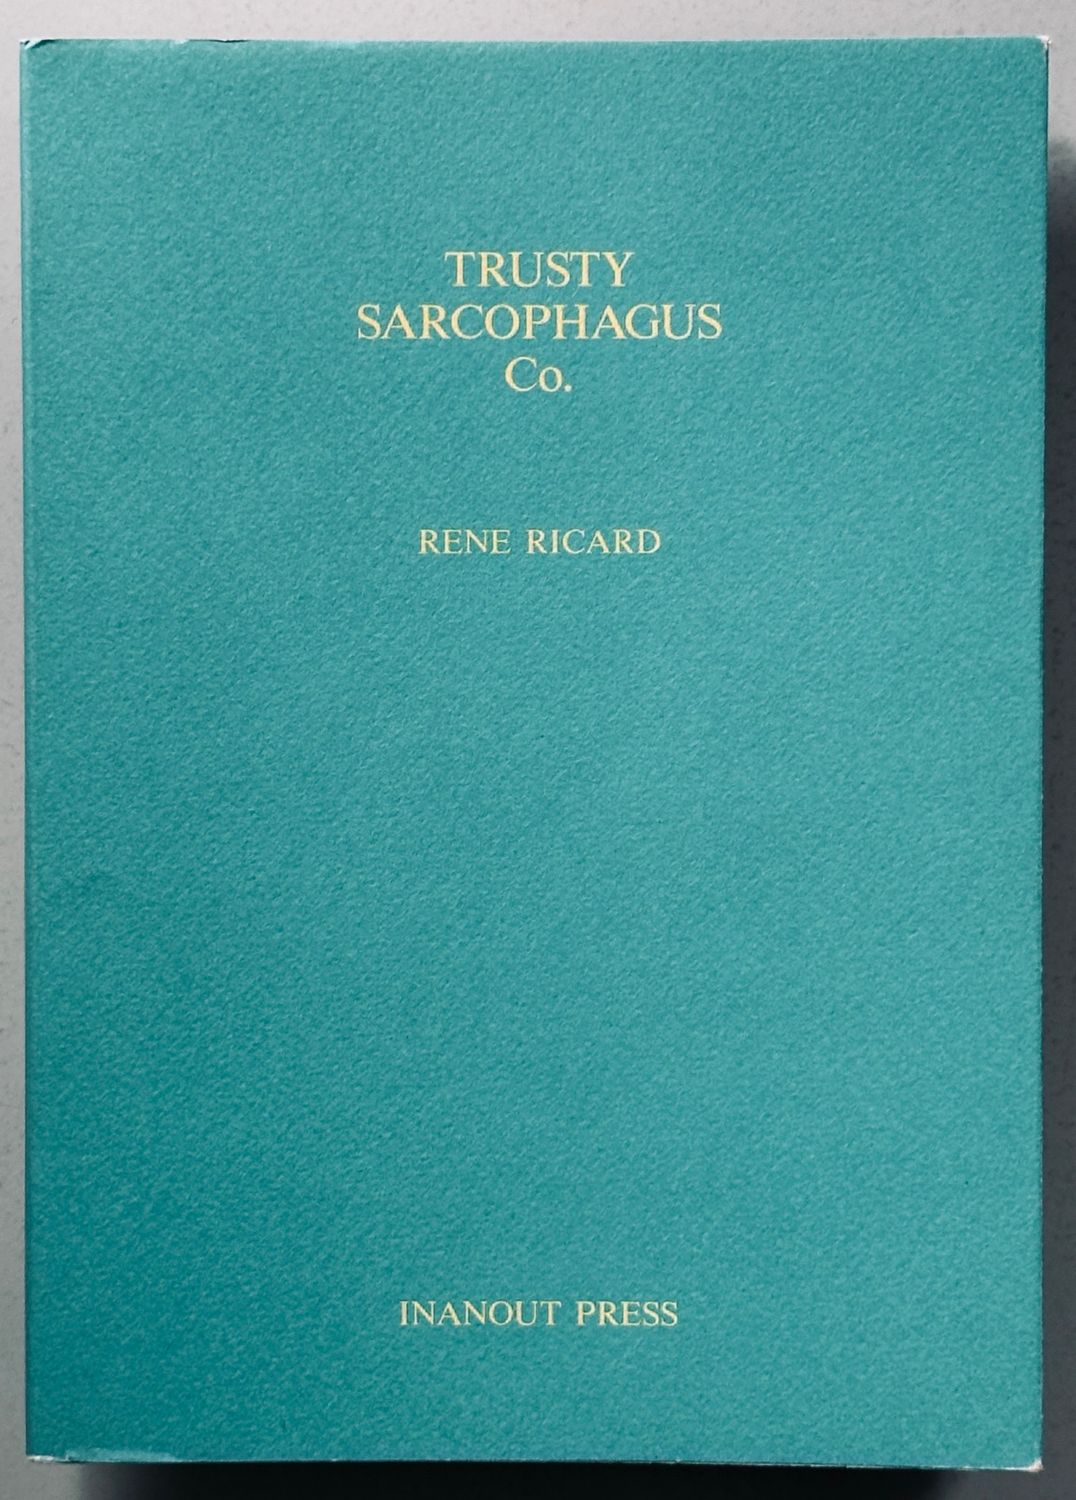 TRUSTY
SARCOPHAGUS
Co.
RENE RICARD
INANOUT PRESS